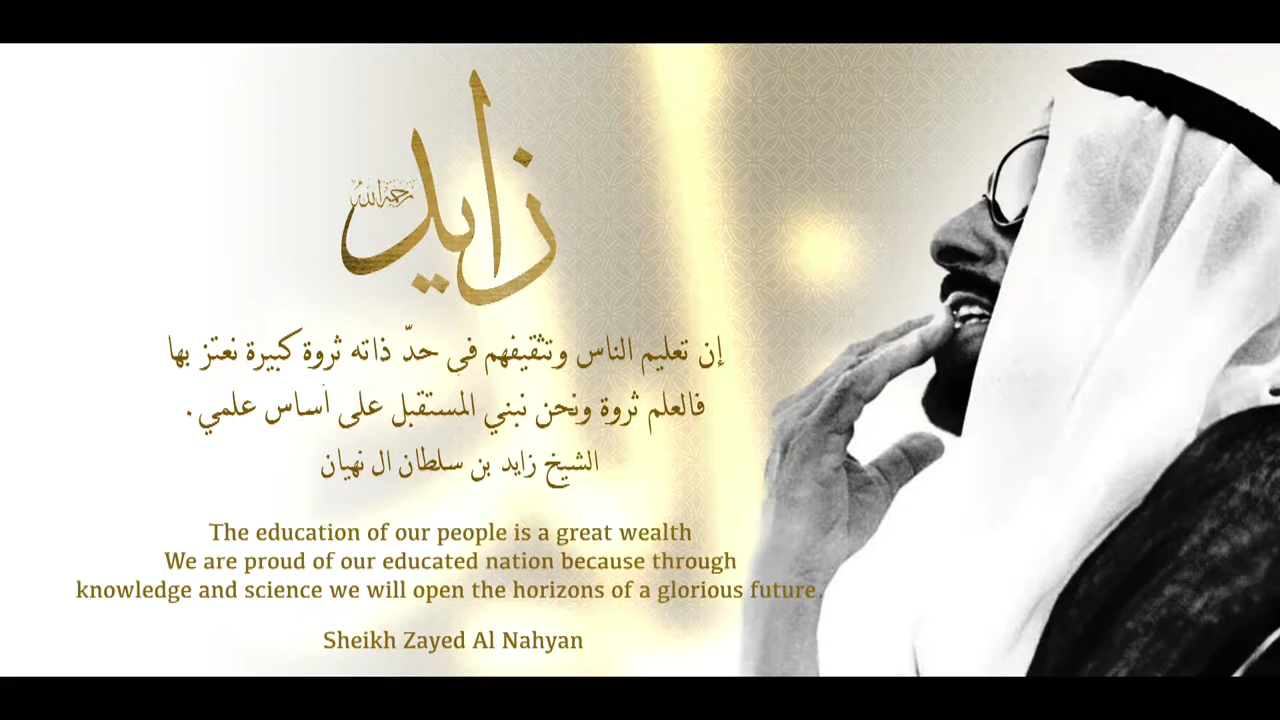 زايد
رحمه الله
إن تعليم الناس وتثقيفهم فى حدّ ذاته ثروة كبيرة نعتز بها
فالعلم ثروة ونحن نبني المستقبل على أساس علمي .
الشيخ زايد بن سلطان ال نهيان
The education of our people is a great wealth
We are proud of our educated nation because through
knowledge and science we will open the horizons of a glorious future.
Sheikh Zayed Al Nahyan